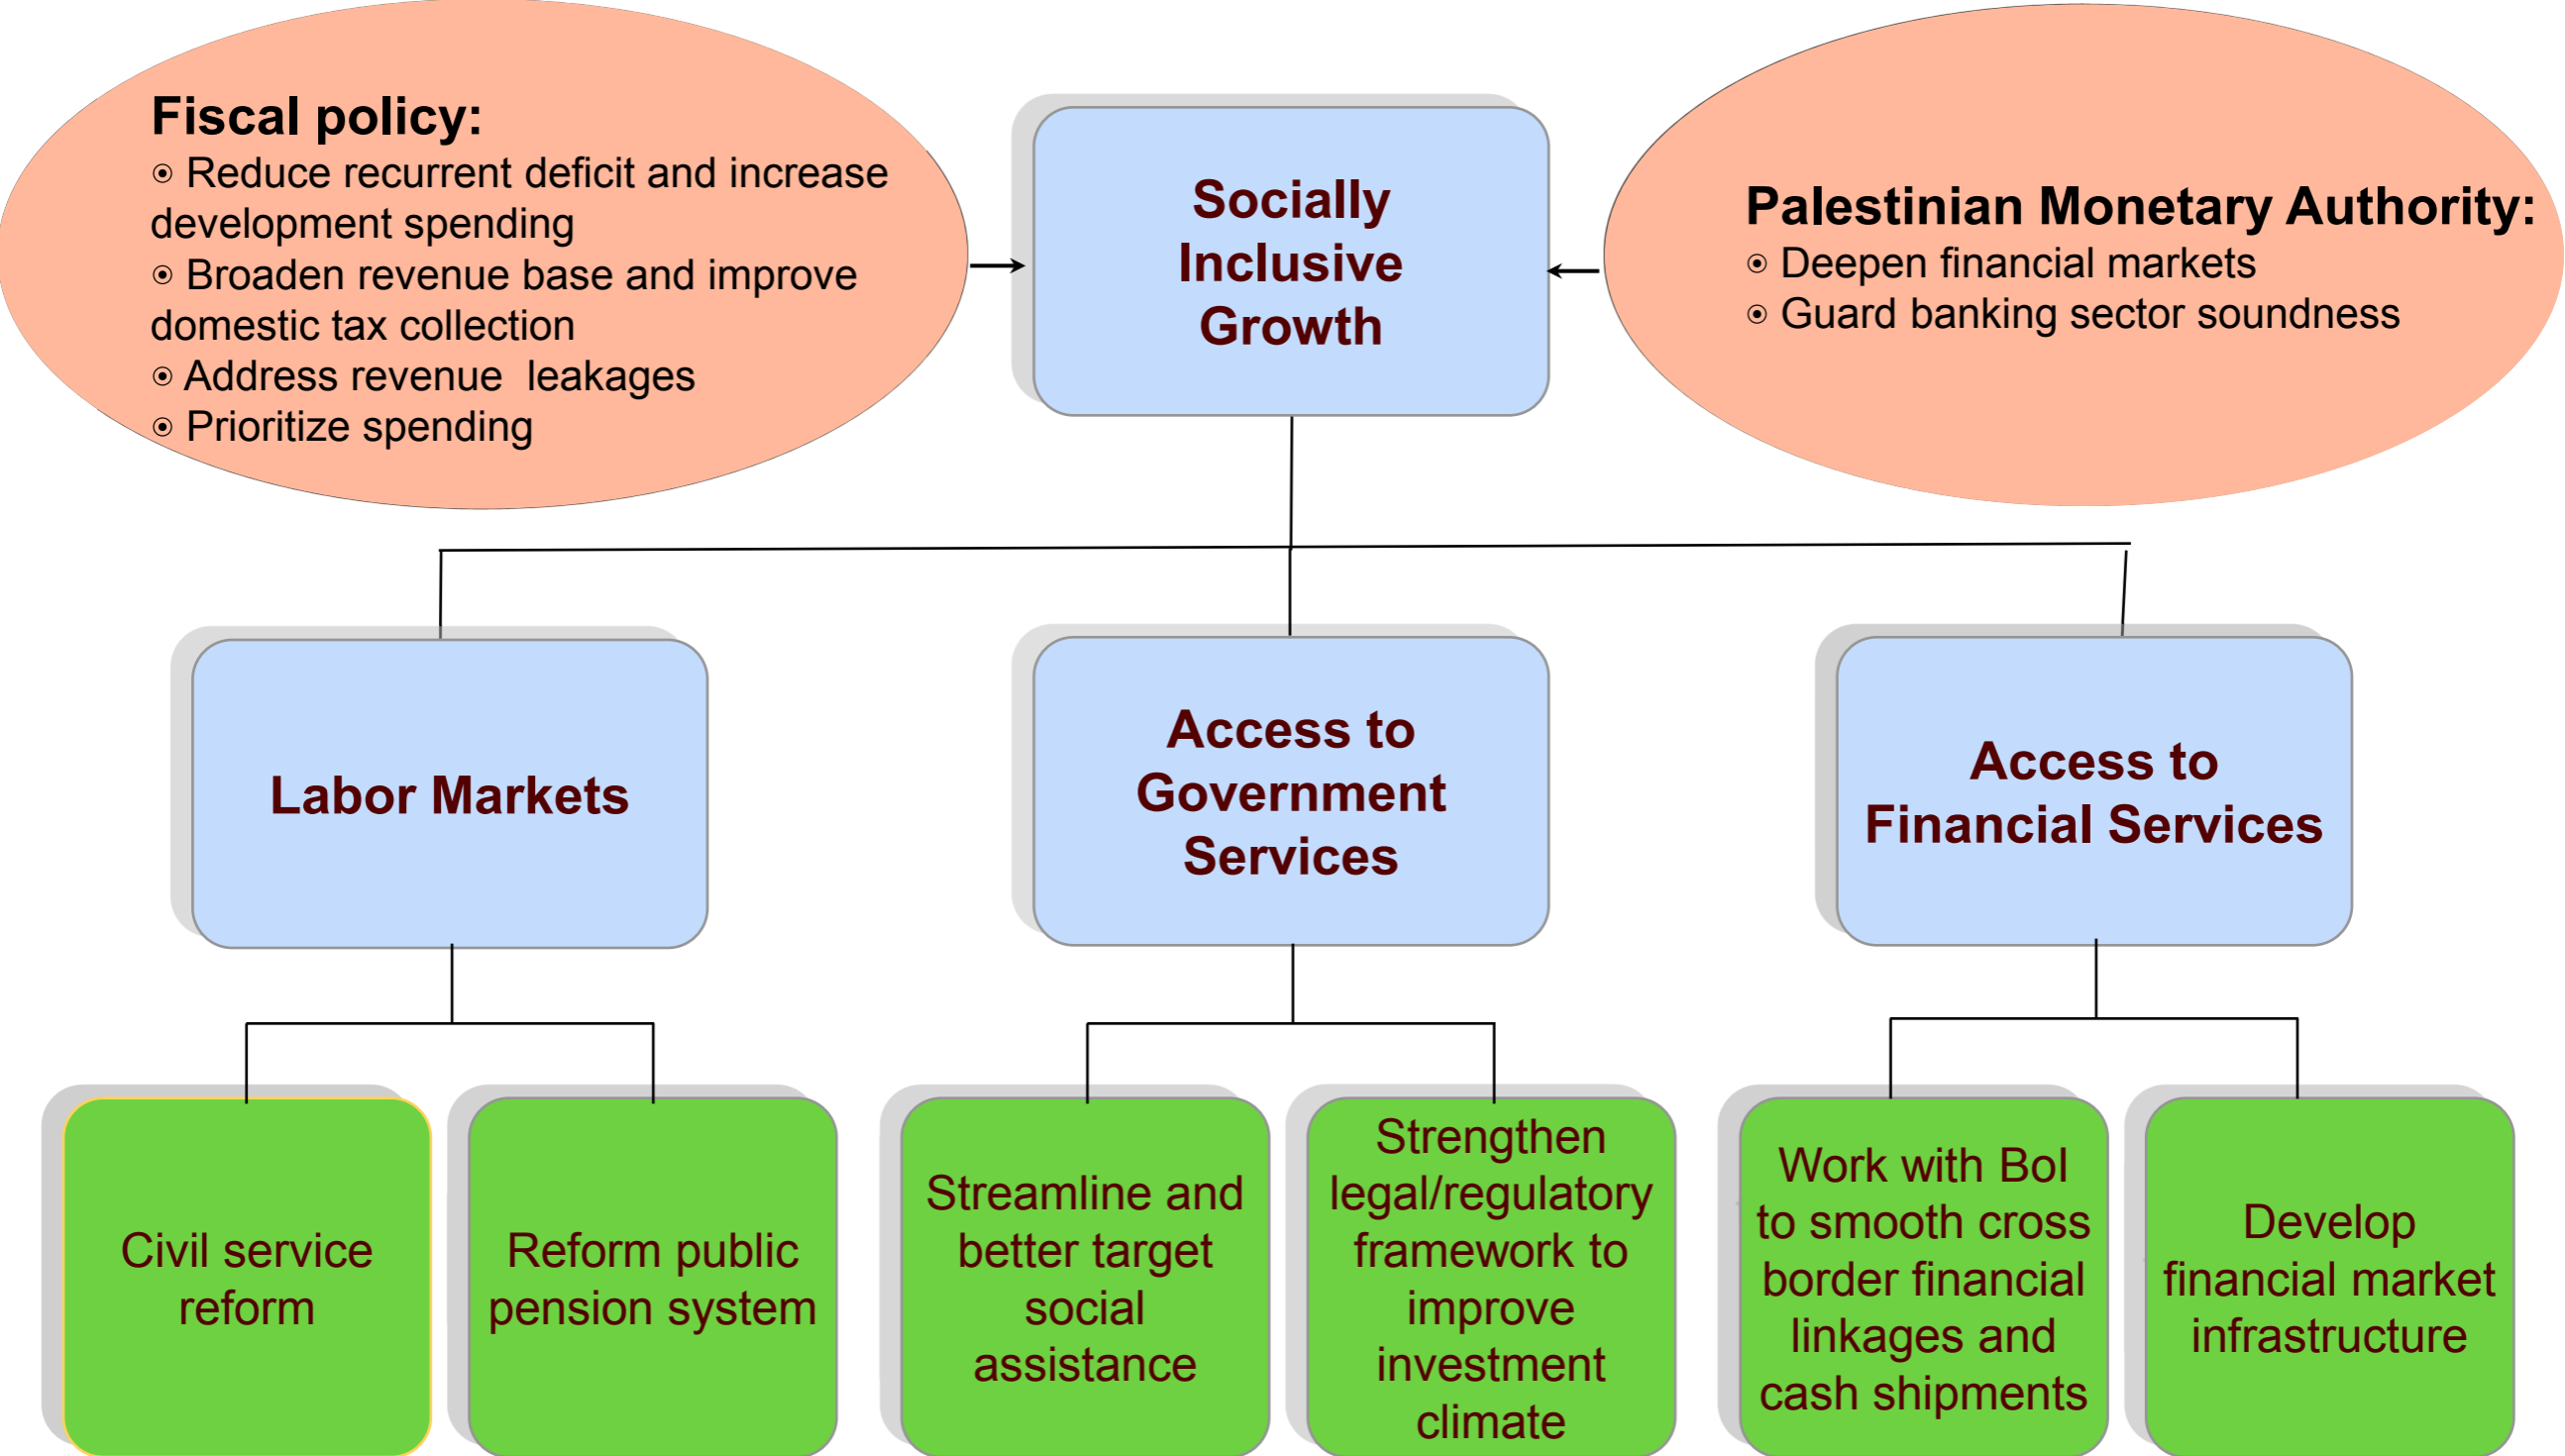 Fiscal policy:
⦿ Reduce recurrent deficit and increase
development spending
⦿ Broaden revenue base and improve
domestic tax collection
⦿ Address revenue  leakages
⦿ Prioritize spending
Socially
Inclusive
Growth
Palestinian Monetary Authority:
⦿ Deepen financial markets
⦿ Guard banking sector soundness
Labor Markets
Access to
Government
Services
Access to
Financial Services
Civil service
reform
Reform public
pension system
Streamline and
better target
social
assistance
Strengthen
legal/regulatory
framework to
improve
investment
climate
Work with BoI
to smooth cross
border financial
linkages and
cash shipments
Develop
financial market
infrastructure